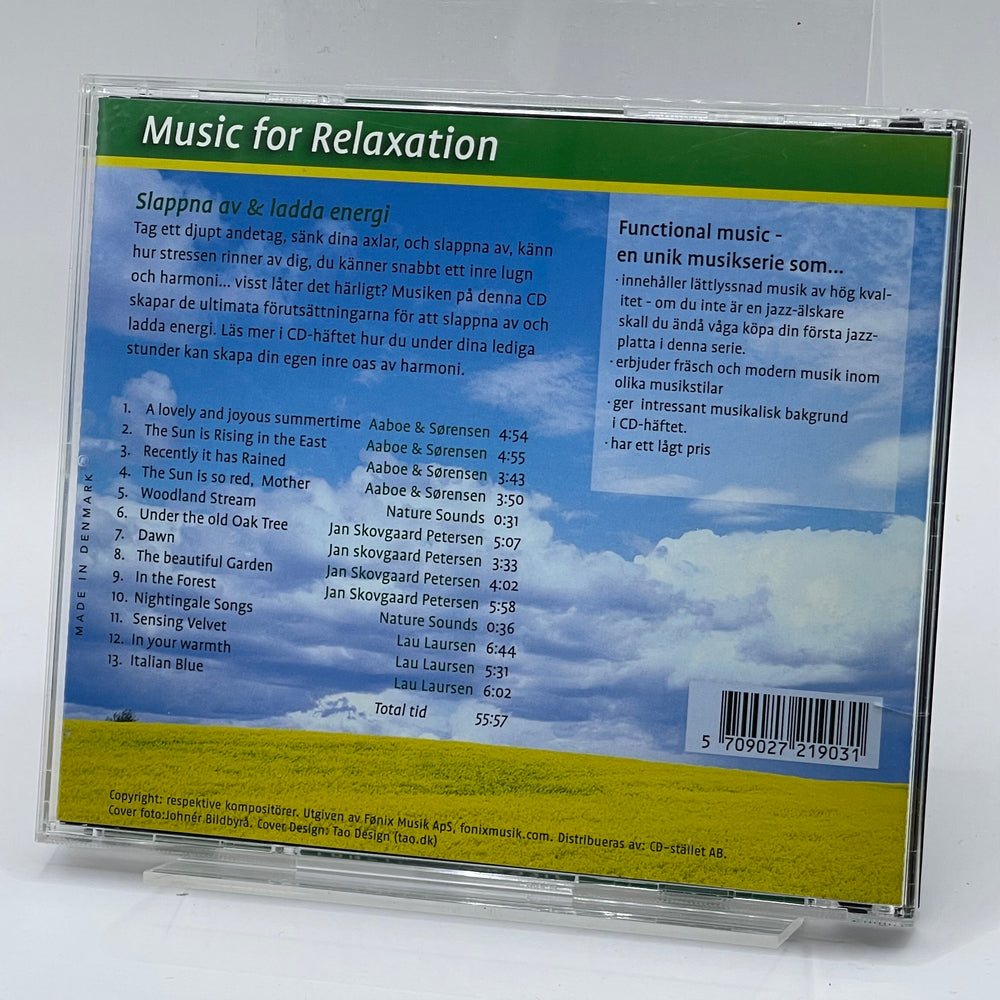 Music for Relaxation
Slappna av & ladda energi
Tag ett djupt andetag, sänk dina axlar, och slappna av, känn
hur stressen rinner av dig, du känner snabbt ett inre lugn
och harmoni... visst låter det härligt? Musiken på denna CD
skapar de ultimata förutsättningarna för att slappna av och
ladda energi. Läs mer i CD-häftet hur du under dina lediga
stunder kan skapa din egen inre oas av harmoni.
1. A lovely and joyous summertime Aaboe & Sørensen 4:54
2. The Sun is Rising in the East Aaboe & Sørensen 4:55
3. Recently it has Rained Aaboe & Sørensen 3:43
4. The Sun is so red, Mother Aaboe & Sørensen 3:50
5. Woodland Stream Nature Sounds 0:31
6. Under the old Oak Tree Jan Skovgaard Petersen 5:07
7. Dawn Jan skovgaard Petersen 3:33
8. The beautiful Garden Jan Skovgaard Petersen 4:02
9. In the Forest Jan Skovgaard Petersen 5:58
10. Nightingale Songs Nature Sounds 0:36
11. Sensing Velvet Lau Laursen 6:44
12. In your warmth Lau Laursen 5:31
13. Italian Blue Lau Laursen 6:02
Total tid 55:57
Functional music -
en unik musikserie som...
· innehåller lättlyssnad musik av hög kval-
itet - om du inte är en jazz-älskare
skall du ändå våga köpa din första jazz-
platta i denna serie.
· erbjuder fräsch och modern musik inom
olika musikstilar
· ger intressant musikalisk bakgrund
i CD-häftet.
· har ett lågt pris
MADE IN DENMARK
5 709027 219031
Copyright: respektive kompositörer. Utgiven av Fønix Musik ApS, fonixmusik.com. Distribueras av: CD-stället AB.
Cover foto:Johnér Bildbyrå. Cover Design: Tao Design (tao.dk)